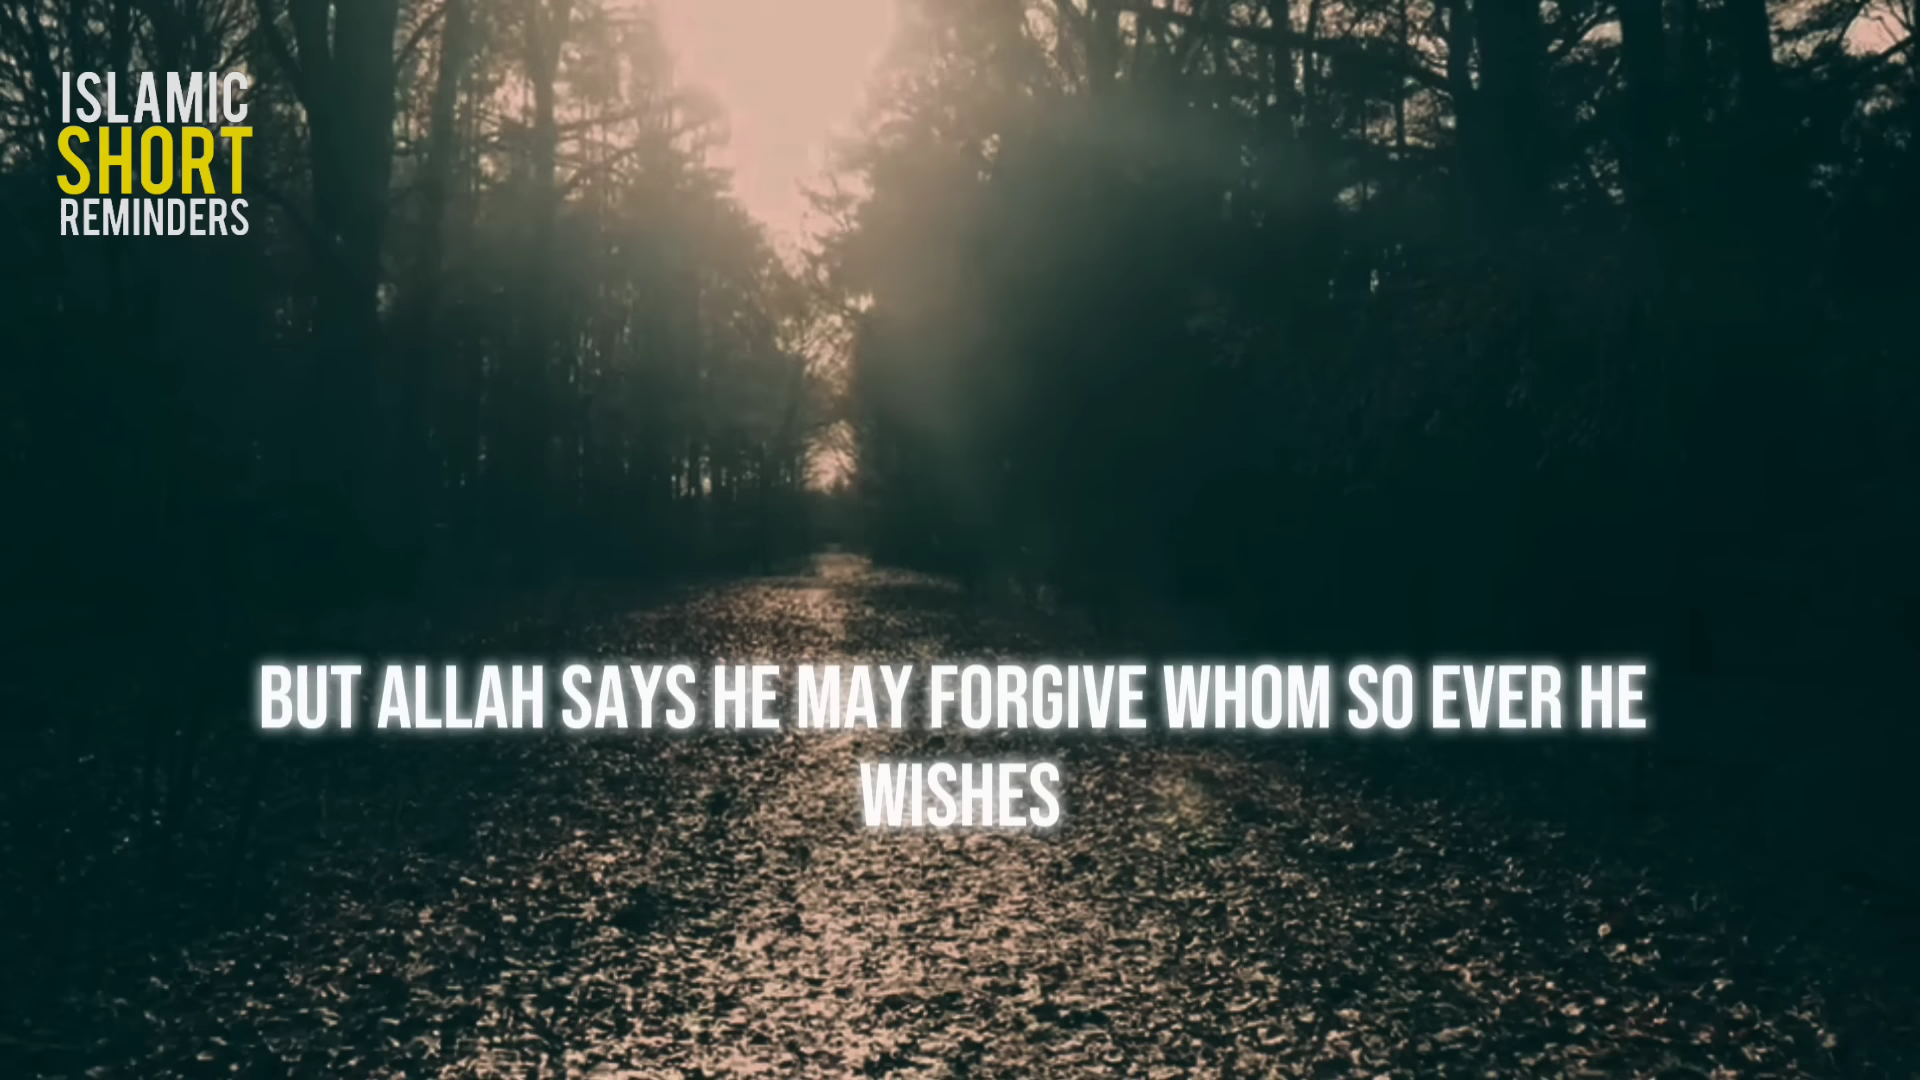 ISLAMIC
SHORT
REMINDERS
BUT ALLAH SAYS HE MAY FORGIVE WHOM SO EVER HE
WISHES